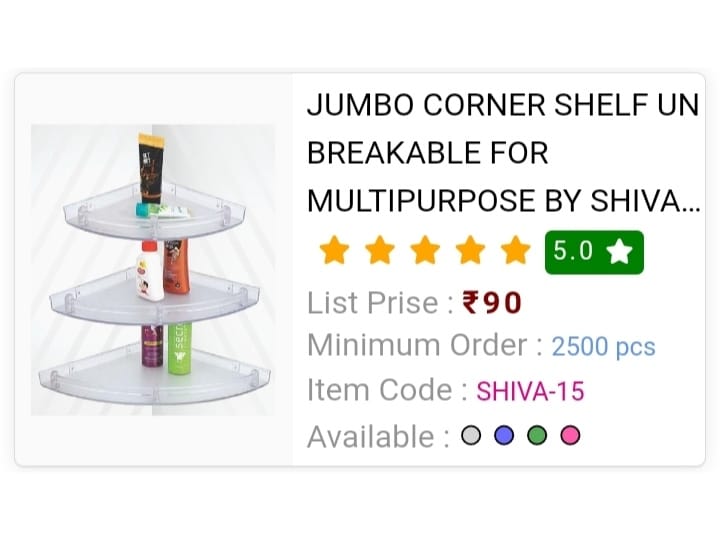 JUMBO CORNER SHELF UN
BREAKABLE FOR
MULTIPURPOSE BY SHIVA...
5.0
List Prise : ₹90
Minimum Order : 2500 pcs
Item Code : SHIVA-15
Available :